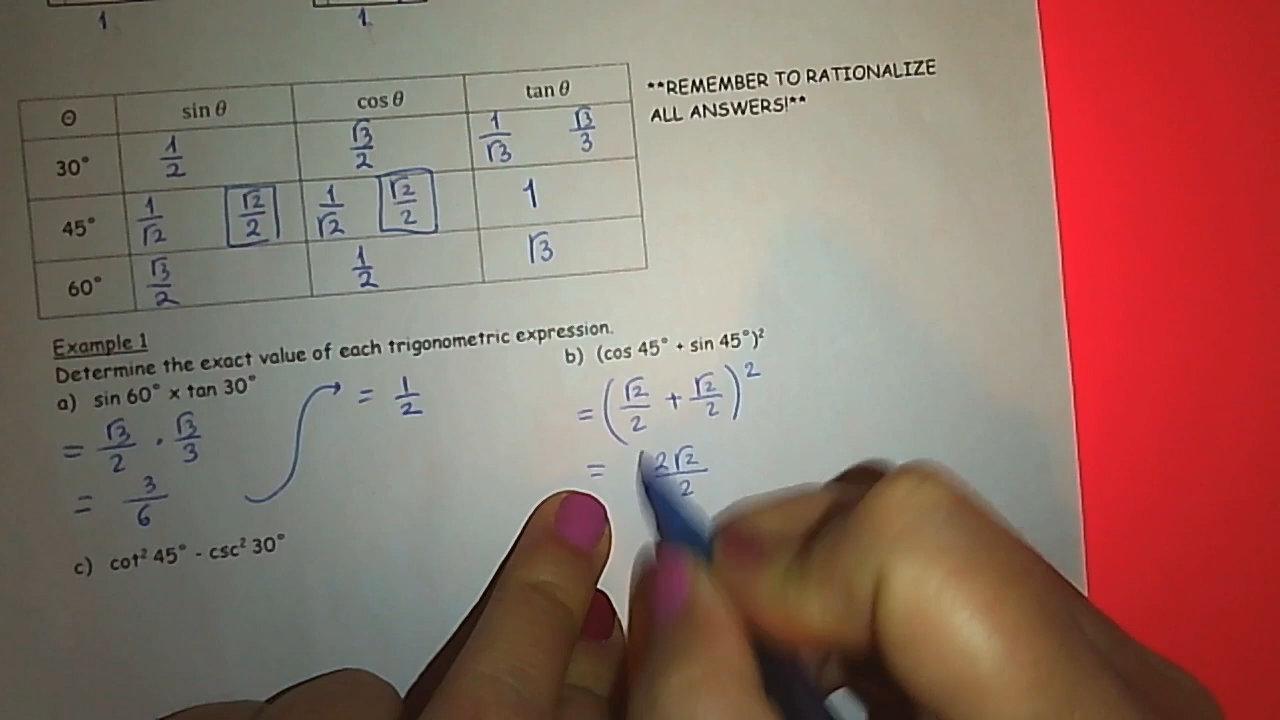 1 1
θ sin θ cos θ tan θ
30° 1/2 √3/2 1/√3 √3/3
45° 1/√2 √2/2 1/√2 √2/2 1
60° √3/2 1/2 √3
**REMEMBER TO RATIONALIZE
ALL ANSWERS!**
Example 1
Determine the exact value of each trigonometric expression.
a) sin 60° x tan 30°
= √3/2 · √3/3
= 3/6
= 1/2
b) (cos 45° + sin 45°)²
= (√2/2 + √2/2)²
= (2√2/2
c) cot² 45° - csc² 30°